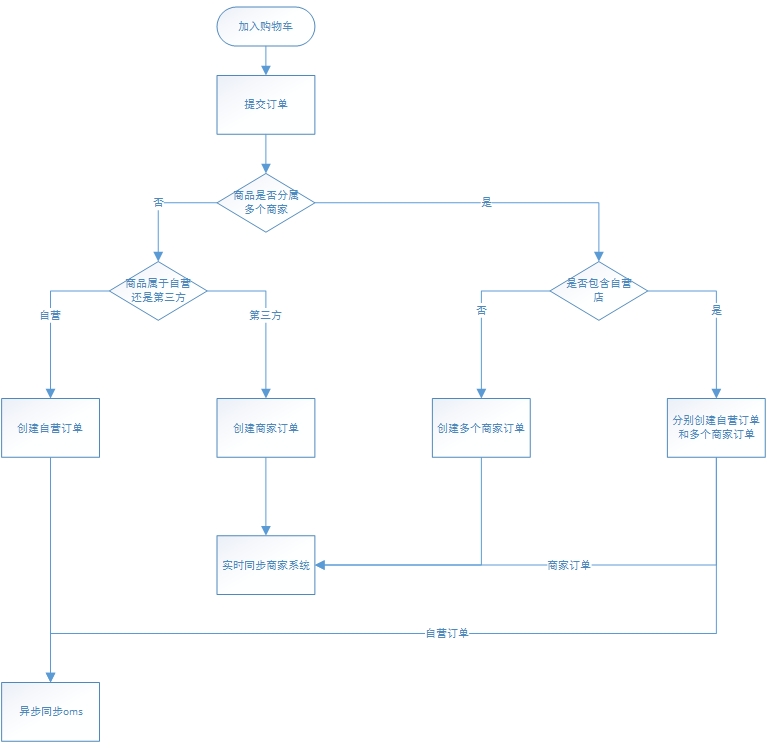 加入购物车
提交订单
商品是否分属
多个商家
否
是
商品属于自营
还是第三方
是否包含自营
店
自营
第三方
否
是
创建自营订单
创建商家订单
创建多个商家订单
分别创建自营订单
和多个商家订单
实时同步商家系统
商家订单
自营订单
异步同步oms